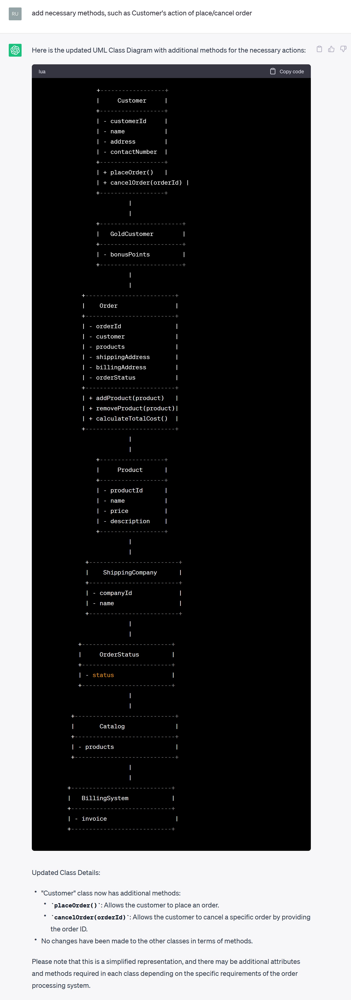 RU
add necessary methods, such as Customer's action of place/cancel order
Here is the updated UML Class Diagram with additional methods for the necessary actions:
lua
Copy code
                +------------------+
                |     Customer     |
                +------------------+
                | - customerId     |
                | - name           |
                | - address        |
                | - contactNumber  |
                +------------------+
                | + placeOrder()   |
                | + cancelOrder(orderId) |
                +------------------+
                         |
                         |
                +-----------------------+
                |   GoldCustomer        |
                +-----------------------+
                | - bonusPoints         |
                +-----------------------+
                         |
                         |
            +-------------------------+
            |    Order                |
            +-------------------------+
            | - orderId               |
            | - customer              |
            | - products              |
            | - shippingAddress       |
            | - billingAddress        |
            | - orderStatus           |
            +-------------------------+
            | + addProduct(product)   |
            | + removeProduct(product)|
            | + calculateTotalCost()  |
            +-------------------------+
                         |
                         |
                +------------------+
                |     Product      |
                +------------------+
                | - productId      |
                | - name           |
                | - price          |
                | - description    |
                +------------------+
                         |
                         |
             +-------------------------+
             |    ShippingCompany      |
             +-------------------------+
             | - companyId             |
             | - name                  |
             +-------------------------+
                         |
                         |
           +-------------------------+
           |     OrderStatus         |
           +-------------------------+
           | - status                |
           +-------------------------+
                         |
                         |
         +----------------------------+
         |       Catalog              |
         +----------------------------+
         | - products                 |
         +----------------------------+
                         |
                         |
        +----------------------------+
        |   BillingSystem            |
        +----------------------------+
        | - invoice                   |
        +----------------------------+
Updated Class Details:
• "Customer" class now has additional methods:
• `placeOrder()`: Allows the customer to place an order.
• `cancelOrder(orderId)`: Allows the customer to cancel a specific order by providing
the order ID.
• No changes have been made to the other classes in terms of methods.
Please note that this is a simplified representation, and there may be additional attributes
and methods required in each class depending on the specific requirements of the order
processing system.